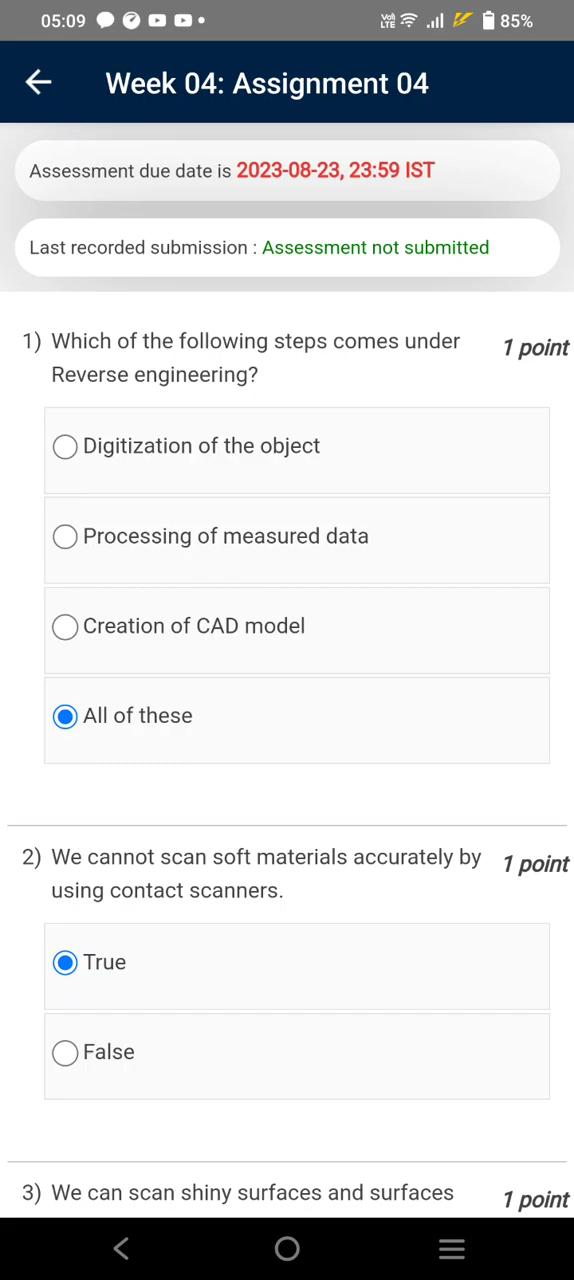 05:09
Vo) LTE 85%
Week 04: Assignment 04
Assessment due date is 2023-08-23, 23:59 IST
Last recorded submission : Assessment not submitted
1) Which of the following steps comes under 1 point
Reverse engineering?
Digitization of the object
Processing of measured data
Creation of CAD model
All of these
2) We cannot scan soft materials accurately by 1 point
using contact scanners.
True
False
3) We can scan shiny surfaces and surfaces 1 point